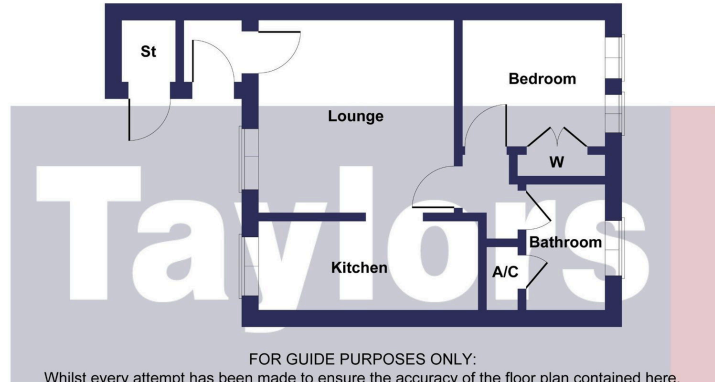 St
Bedroom
Lounge
W
Taylors
Bathroom
Kitchen
A/C
FOR GUIDE PURPOSES ONLY:
Whilst every attempt has been made to ensure the accuracy of the floor plan contained here,